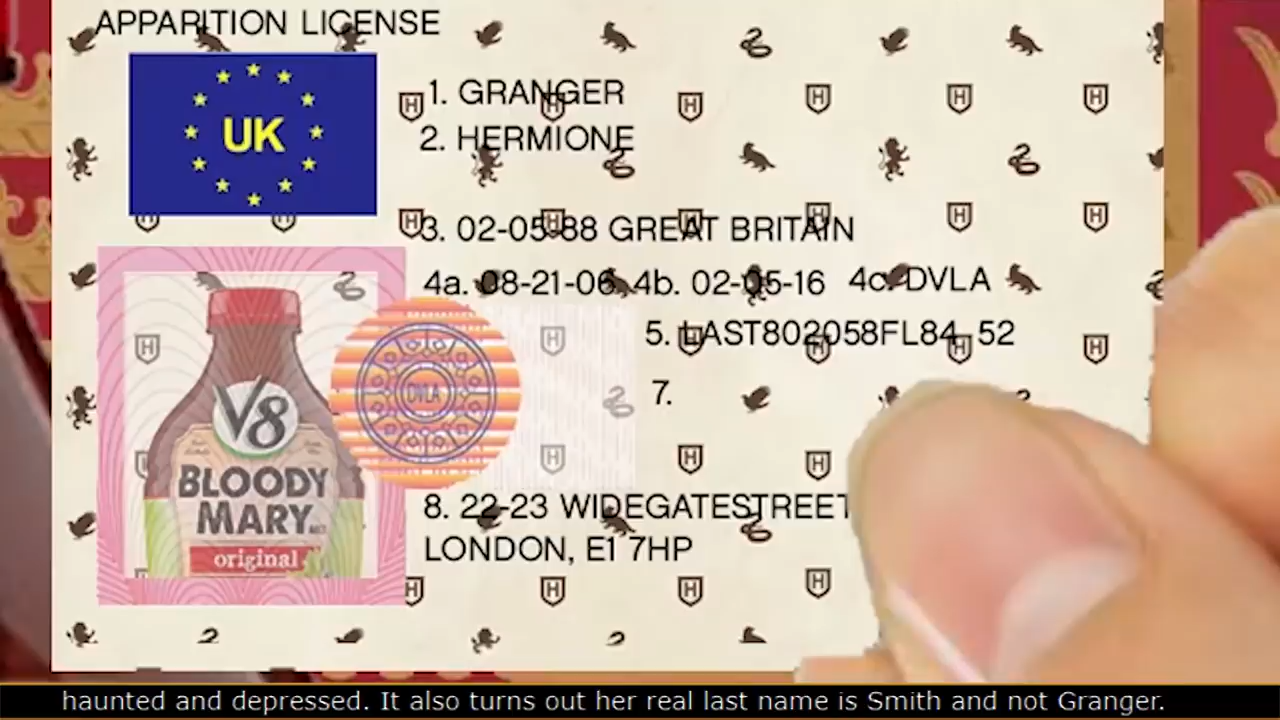 APPARITION LICENSE
UK
1. GRANGER
2. HERMIONE
3. 02-05-88 GREAT BRITAIN
4a. 08-21-06 4b. 02-05-16 4c. DVLA
5. LAST802058FL84 52
7.
DVLA
V8
BLOODY
MARY
original
8. 22-23 WIDEGATESTREET
LONDON, E1 7HP
haunted and depressed. It also turns out her real last name is Smith and not Granger.